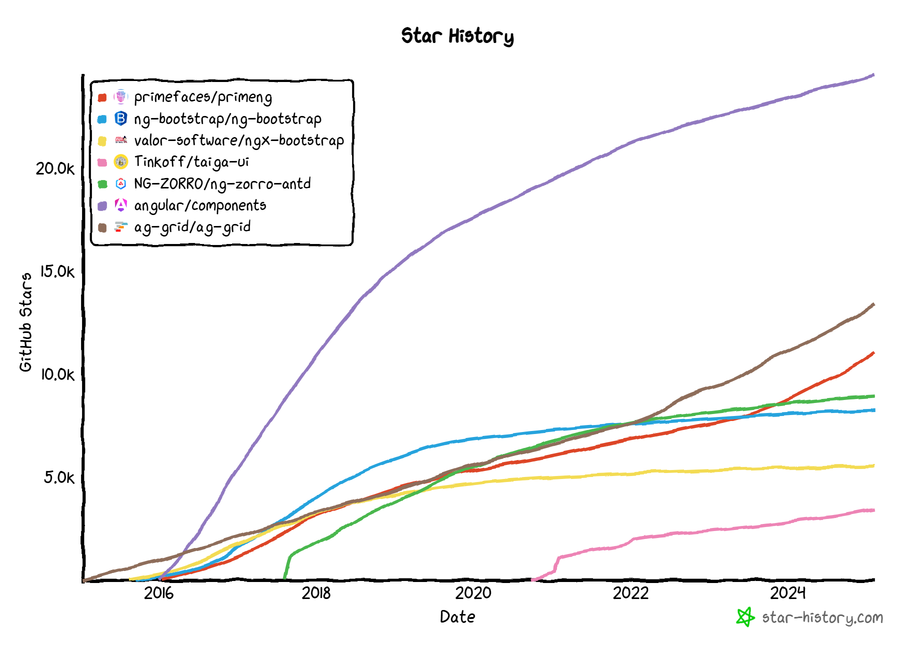 Star History
primefaces/primeng
ng-bootstrap/ng-bootstrap
valor-software/ngx-bootstrap
Tinkoff/taiga-ui
NG-ZORRO/ng-zorro-antd
angular/components
ag-grid/ag-grid
GitHub Stars
20.0k
15.0k
10.0k
5.0k
2016 2018 2020 2022 2024
Date
star-history.com